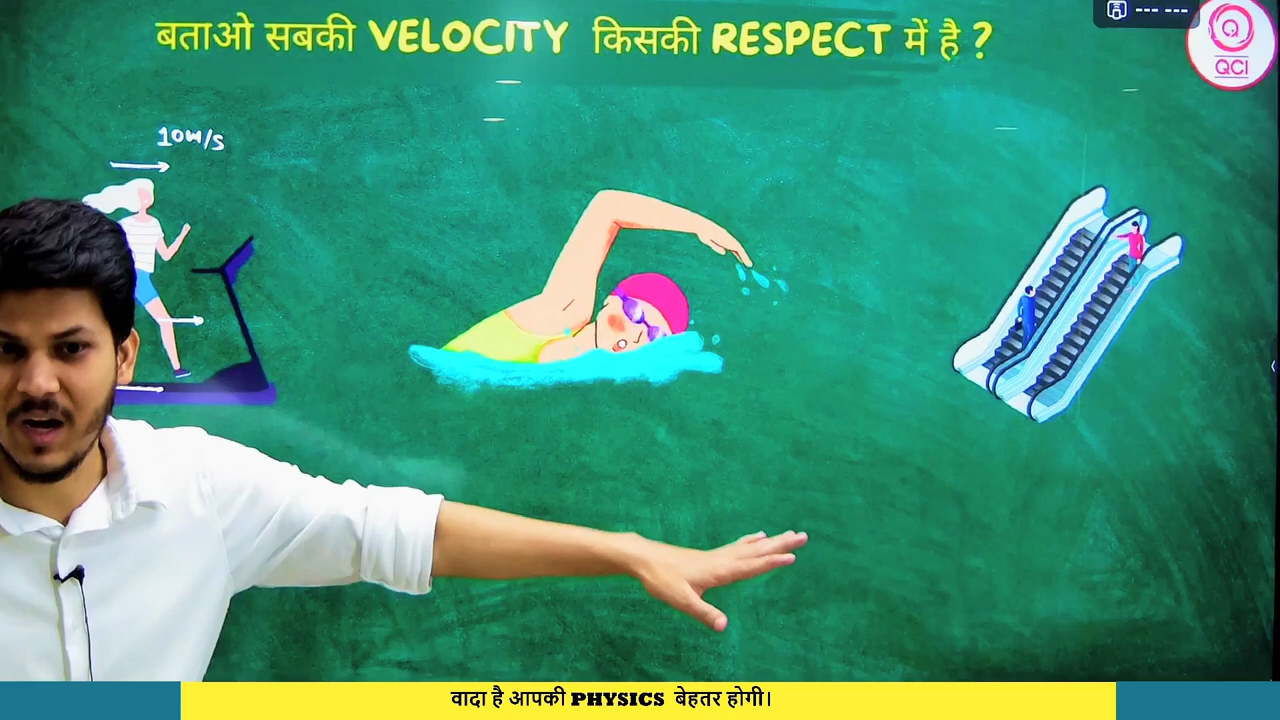 बताओ सबकी VELOCITY किसकी RESPECT में है ?
QCI
10m/s
वादा है आपकी PHYSICS बेहतर होगी।